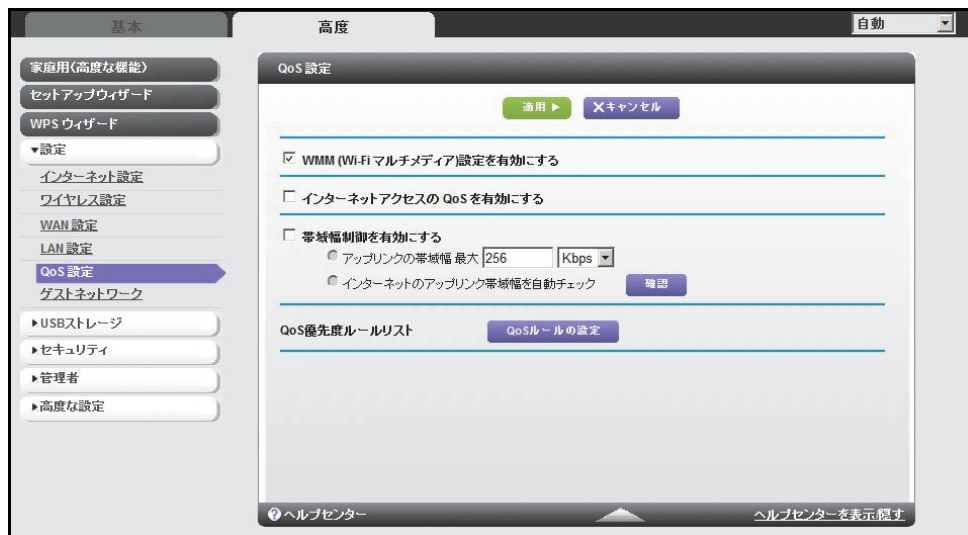 基本
高度
自動
家庭用(高度な機能)
セットアップウィザード
WPS ウィザード
▼設定
インターネット設定
ワイヤレス設定
WAN 設定
LAN 設定
QoS 設定
ゲストネットワーク
▶USBストレージ
▶セキュリティ
▶管理者
▶高度な設定
QoS 設定
適用 ▶
X キャンセル
WMM (Wi-Fi マルチメディア)設定を有効にする
インターネットアクセスの QoS を有効にする
帯域幅制御を有効にする
アップリンクの帯域幅 最大 256 Kbps
インターネットのアップリンク帯域幅を自動チェック 確認
QoS優先度ルールリスト QoSルールの設定
? ヘルプセンター
ヘルプセンターを表示/隠す